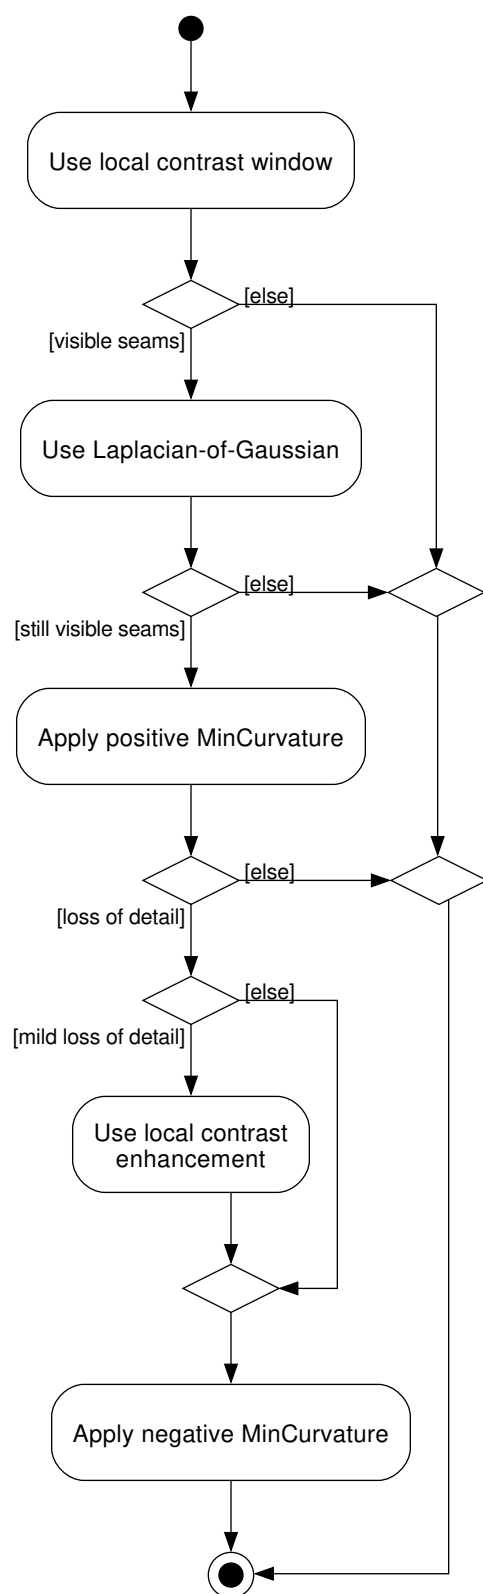 Use local contrast window
[else]
[visible seams]
Use Laplacian-of-Gaussian
[else]
[still visible seams]
Apply positive MinCurvature
[else]
[loss of detail]
[else]
[mild loss of detail]
Use local contrast
enhancement
Apply negative MinCurvature